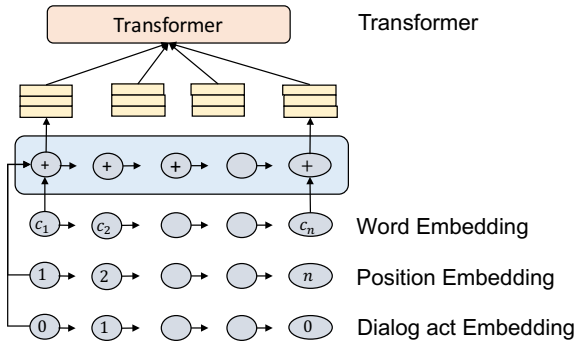 Transformer Transformer
+ + + +
c₁ c₂ cₙ Word Embedding
1 2 n Position Embedding
0 1 0 Dialog act Embedding